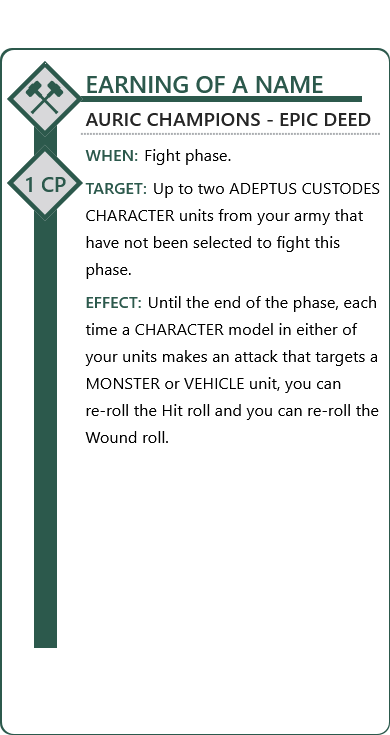 EARNING OF A NAME
AURIC CHAMPIONS - EPIC DEED
1 CP
WHEN: Fight phase.
TARGET: Up to two ADEPTUS CUSTODES
CHARACTER units from your army that
have not been selected to fight this
phase.
EFFECT: Until the end of the phase, each
time a CHARACTER model in either of
your units makes an attack that targets a
MONSTER or VEHICLE unit, you can
re-roll the Hit roll and you can re-roll the
Wound roll.